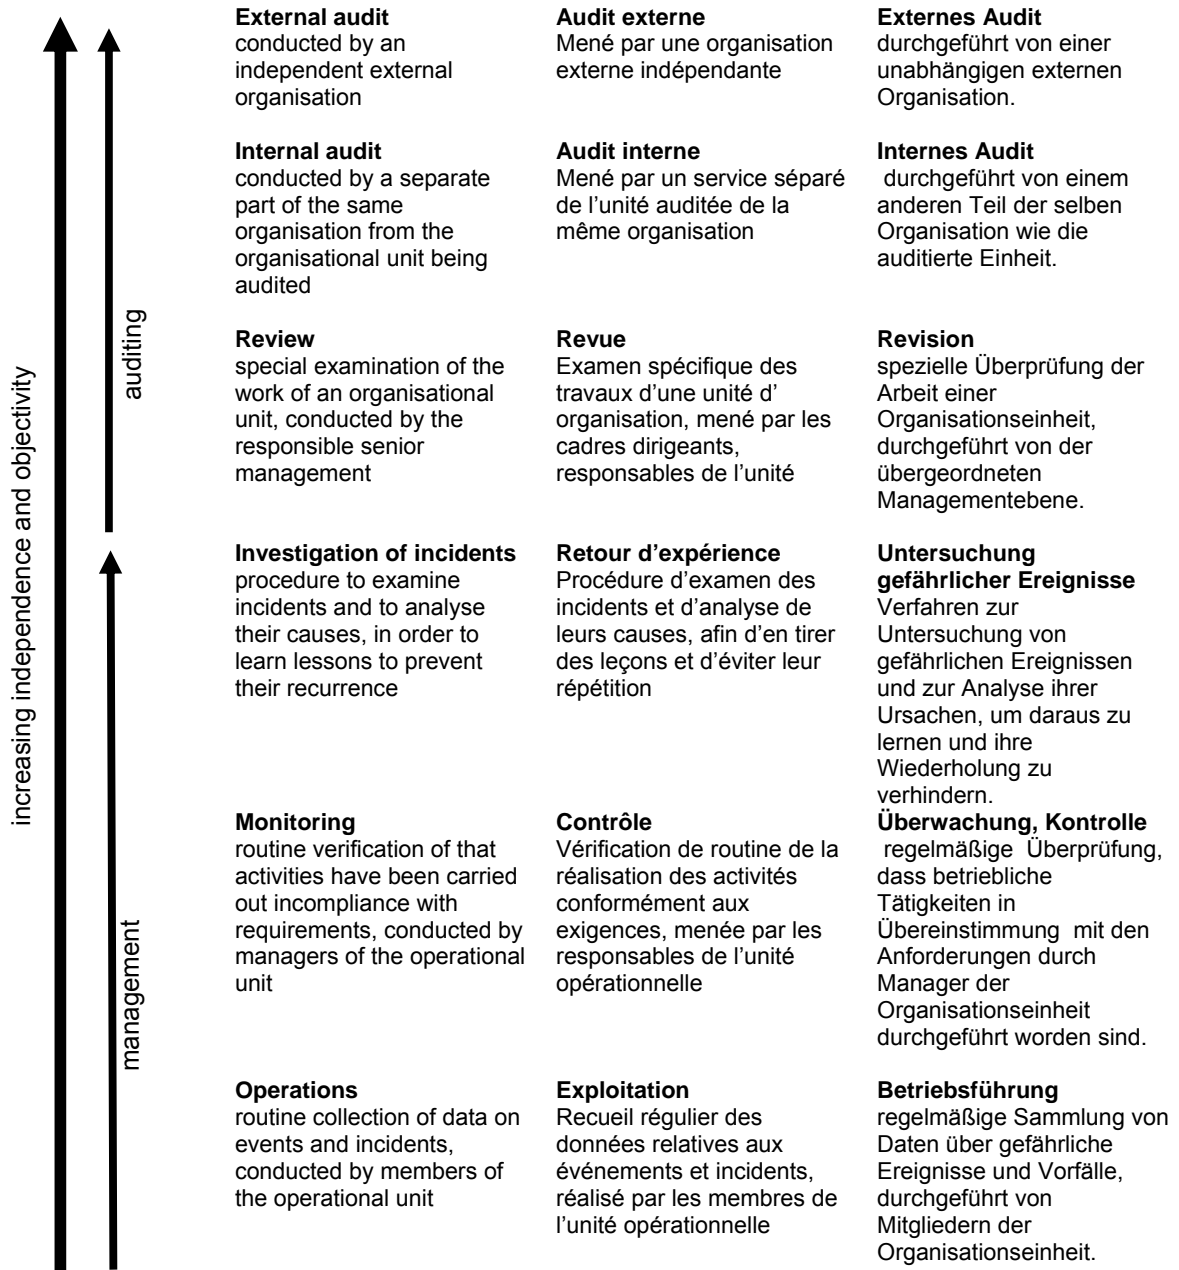 increasing independence and objectivity
auditing
management
External audit
conducted by an
independent external
organisation
Audit externe
Mené par une organisation
externe indépendante
Externes Audit
durchgeführt von einer
unabhängigen externen
Organisation.
Internal audit
conducted by a separate
part of the same
organisation from the
organisational unit being
audited
Audit interne
Mené par un service séparé
de l’unité auditée de la
même organisation
Internes Audit
durchgeführt von einem
anderen Teil der selben
Organisation wie die
auditierte Einheit.
Review
special examination of the
work of an organisational
unit, conducted by the
responsible senior
management
Revue
Examen spécifique des
travaux d’une unité d’
organisation, mené par les
cadres dirigeants,
responsables de l’unité
Revision
spezielle Überprüfung der
Arbeit einer
Organisationseinheit,
durchgeführt von der
übergeordneten
Managementebene.
Investigation of incidents
procedure to examine
incidents and to analyse
their causes, in order to
learn lessons to prevent
their recurrence
Retour d’expérience
Procédure d’examen des
incidents et d’analyse de
leurs causes, afin d’en tirer
des leçons et d’éviter leur
répétition
Untersuchung
gefährlicher Ereignisse
Verfahren zur
Untersuchung von
gefährlichen Ereignissen
und zur Analyse ihrer
Ursachen, um daraus zu
lernen und ihre
Wiederholung zu
verhindern.
Monitoring
routine verification of that
activities have been carried
out incompliance with
requirements, conducted by
managers of the operational
unit
Contrôle
Vérification de routine de la
réalisation des activités
conformément aux
exigences, menée par les
responsables de l’unité
opérationnelle
Überwachung, Kontrolle
regelmäßige Überprüfung,
dass betriebliche
Tätigkeiten in
Übereinstimmung mit den
Anforderungen durch
Manager der
Organisationseinheit
durchgeführt worden sind.
Operations
routine collection of data on
events and incidents,
conducted by members of
the operational unit
Exploitation
Recueil régulier des
données relatives aux
événements et incidents,
réalisé par les membres de
l’unité opérationnelle
Betriebsführung
regelmäßige Sammlung von
Daten über gefährliche
Ereignisse und Vorfälle,
durchgeführt von
Mitgliedern der
Organisationseinheit.